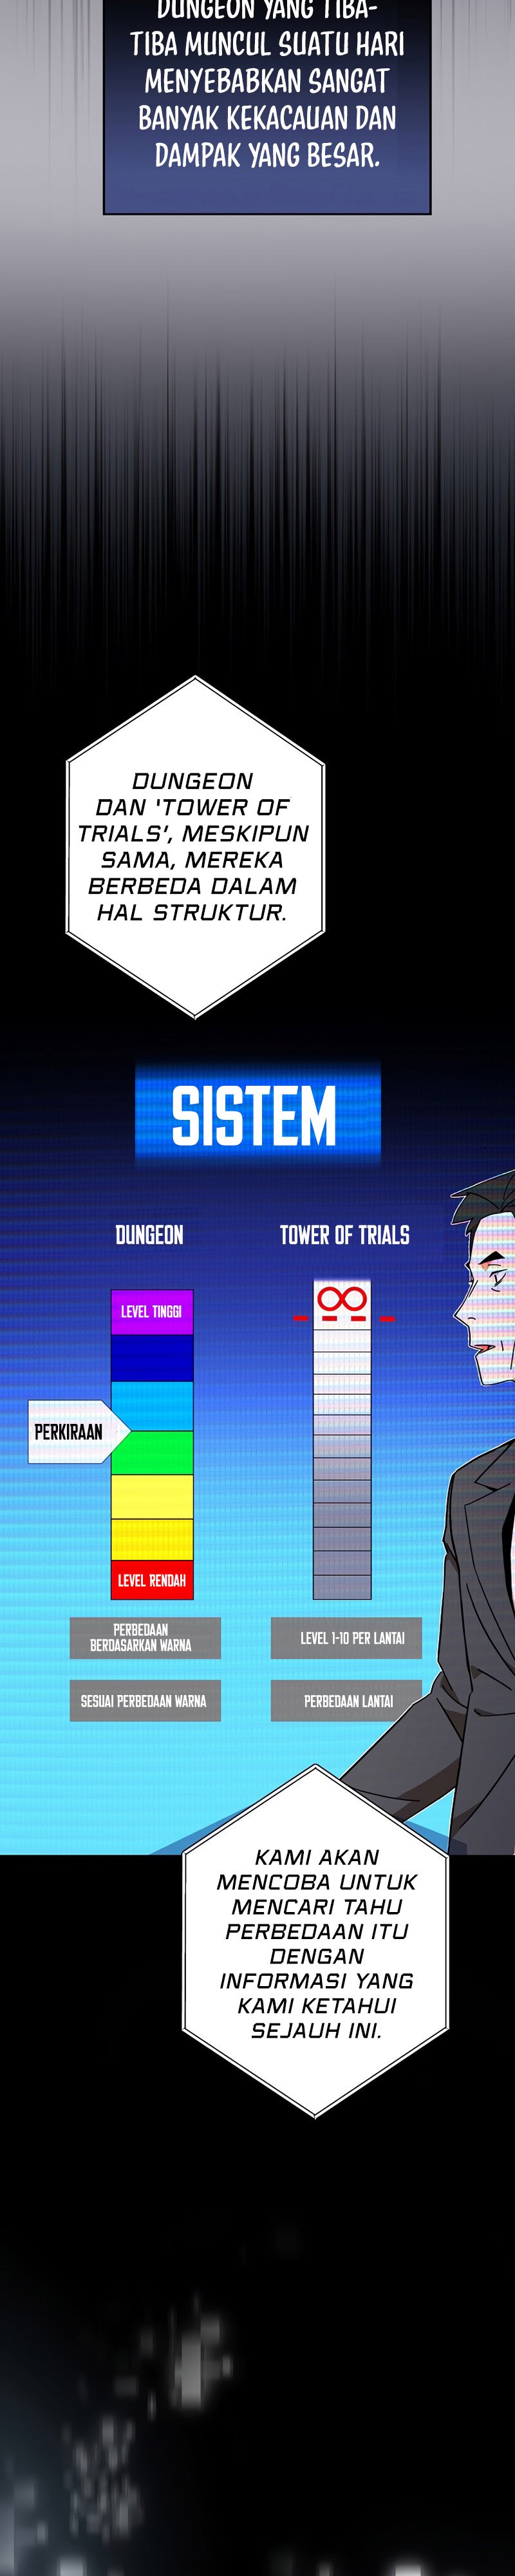 DUNGEON YANG TIBA-
TIBA MUNCUL SUATU HARI
MENYEBABKAN SANGAT
BANYAK KEKACAUAN DAN
DAMPAK YANG BESAR.
DUNGEON
DAN 'TOWER OF
TRIALS', MESKIPUN
SAMA, MEREKA
BERBEDA DALAM
HAL STRUKTUR.
SISTEM
DUNGEON
TOWER OF TRIALS
LEVEL TINGGI
∞
PERKIRAAN
LEVEL RENDAH
PERBEDAAN
BERDASARKAN WARNA
LEVEL 1-10 PER LANTAI
SESUAI PERBEDAAN WARNA
PERBEDAAN LANTAI
KAMI AKAN
MENCOBA UNTUK
MENCARI TAHU
PERBEDAAN ITU
DENGAN
INFORMASI YANG
KAMI KETAHUI
SEJAUH INI.